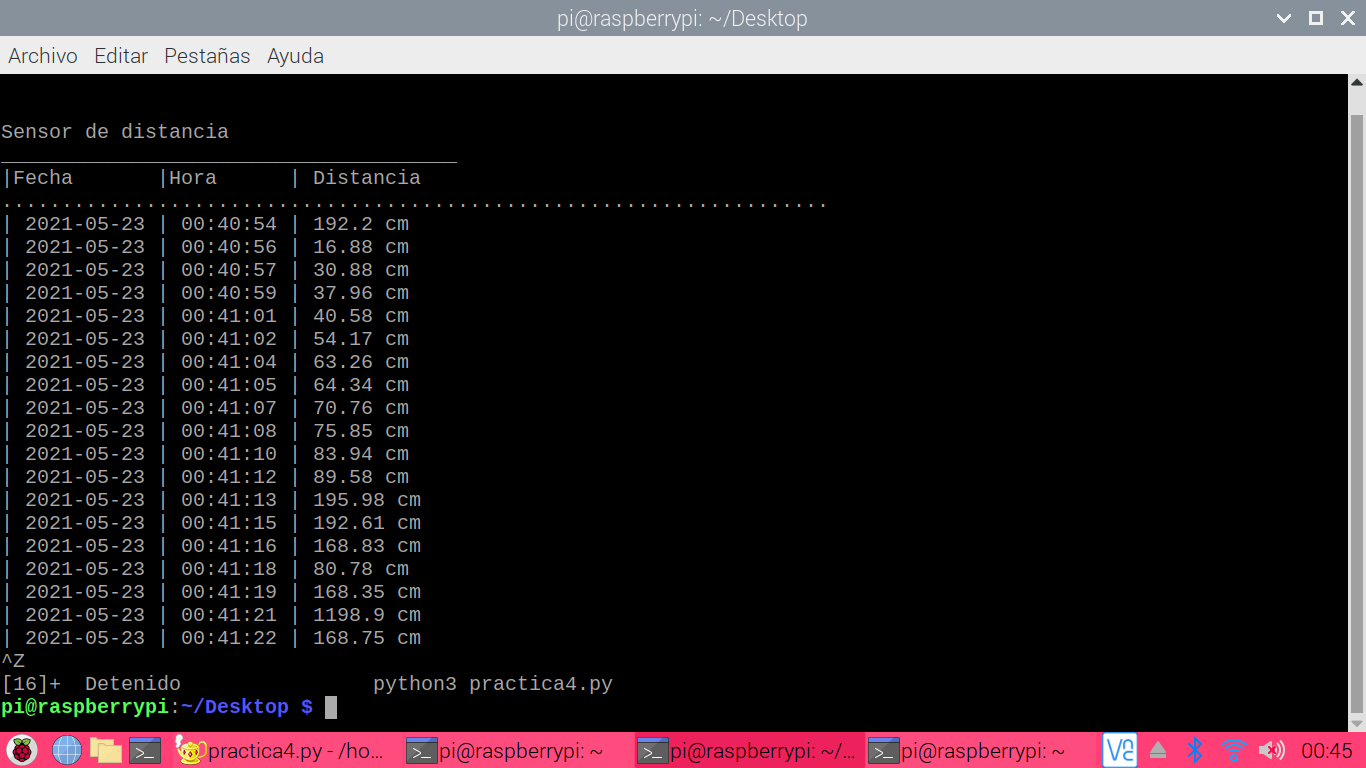 pi@raspberrypi: ~/Desktop
Archivo Editar Pestañas Ayuda
Sensor de distancia
______________________________________
|Fecha       |Hora      | Distancia
.....................................................................
| 2021-05-23 | 00:40:54 | 192.2 cm
| 2021-05-23 | 00:40:56 | 16.88 cm
| 2021-05-23 | 00:40:57 | 30.88 cm
| 2021-05-23 | 00:40:59 | 37.96 cm
| 2021-05-23 | 00:41:01 | 40.58 cm
| 2021-05-23 | 00:41:02 | 54.17 cm
| 2021-05-23 | 00:41:04 | 63.26 cm
| 2021-05-23 | 00:41:05 | 64.34 cm
| 2021-05-23 | 00:41:07 | 70.76 cm
| 2021-05-23 | 00:41:08 | 75.85 cm
| 2021-05-23 | 00:41:10 | 83.94 cm
| 2021-05-23 | 00:41:12 | 89.58 cm
| 2021-05-23 | 00:41:13 | 195.98 cm
| 2021-05-23 | 00:41:15 | 192.61 cm
| 2021-05-23 | 00:41:16 | 168.83 cm
| 2021-05-23 | 00:41:18 | 80.78 cm
| 2021-05-23 | 00:41:19 | 168.35 cm
| 2021-05-23 | 00:41:21 | 1198.9 cm
| 2021-05-23 | 00:41:22 | 168.75 cm
^Z
[16]+  Detenido                python3 practica4.py
pi@raspberrypi:~/Desktop $
practica4.py - /ho... pi@raspberrypi: ~ pi@raspberrypi: ~/... pi@raspberrypi: ~ 00:45